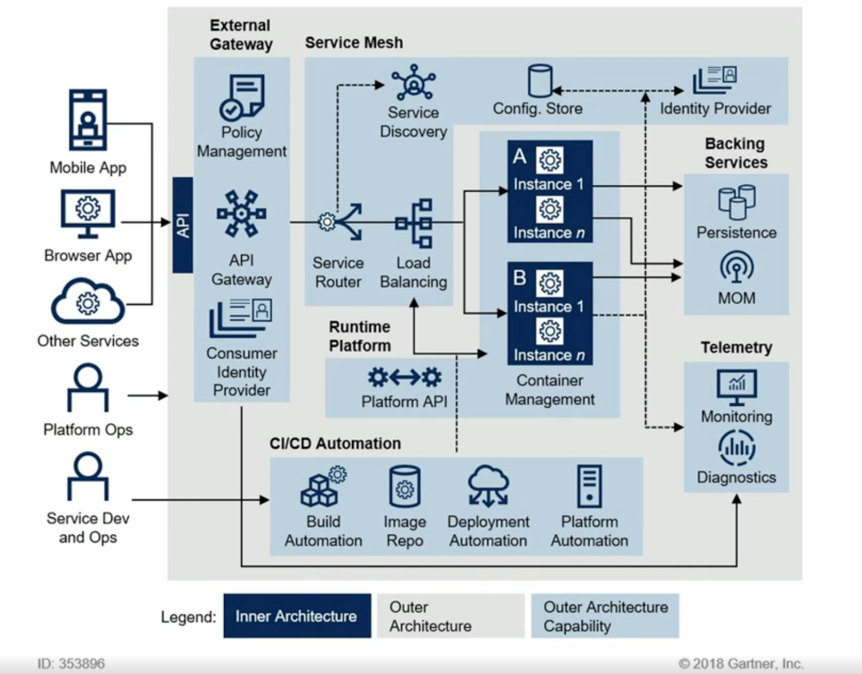 External
Gateway
Service Mesh
Policy
Management
Service
Discovery
Config. Store
Identity Provider
Mobile App
Browser App
Other Services
API
API
Gateway
Consumer
Identity
Provider
Service
Router
Load
Balancing
A
Instance 1
Instance n
B
Instance 1
Instance n
Container
Management
Backing
Services
Persistence
MOM
Runtime
Platform
Platform API
Telemetry
Monitoring
Diagnostics
Platform Ops
Service Dev
and Ops
CI/CD Automation
Build
Automation
Image
Repo
Deployment
Automation
Platform
Automation
Legend:
Inner Architecture
Outer
Architecture
Outer Architecture
Capability
ID: 353896
© 2018 Gartner, Inc.